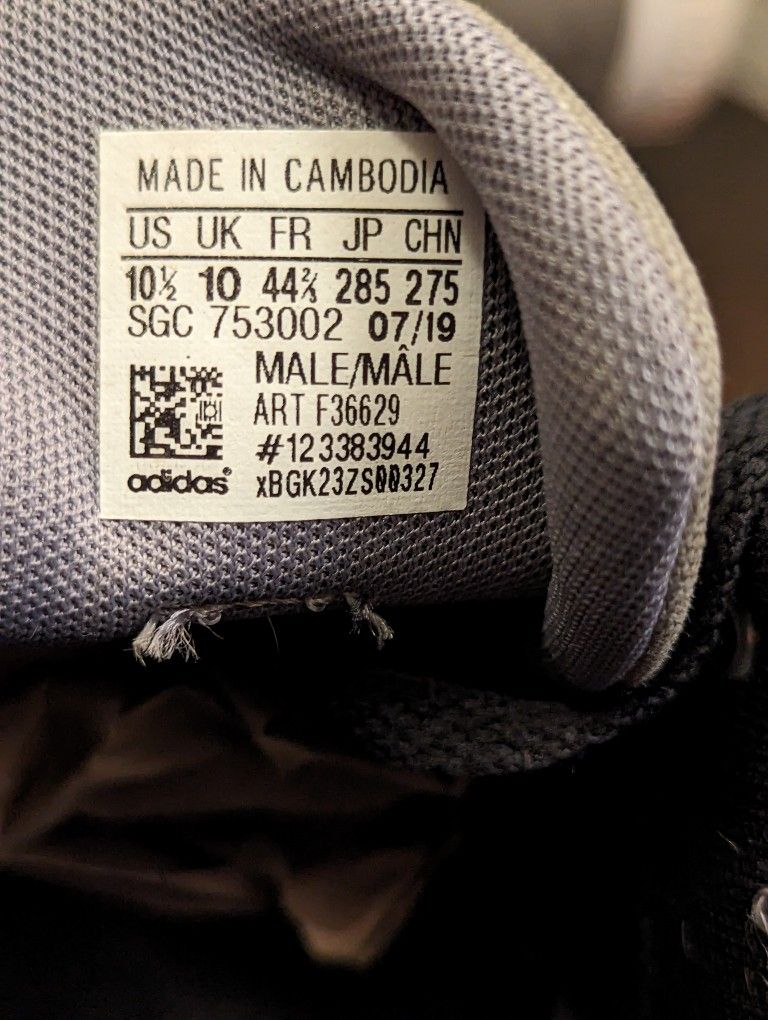 MADE IN CAMBODIA
US UK FR JP CHN
10½ 10 44⅔ 285 275
SGC 753002 07/19
MALE/MÂLE
ART F36629
#123383944
adidas® xBGK23ZS00327